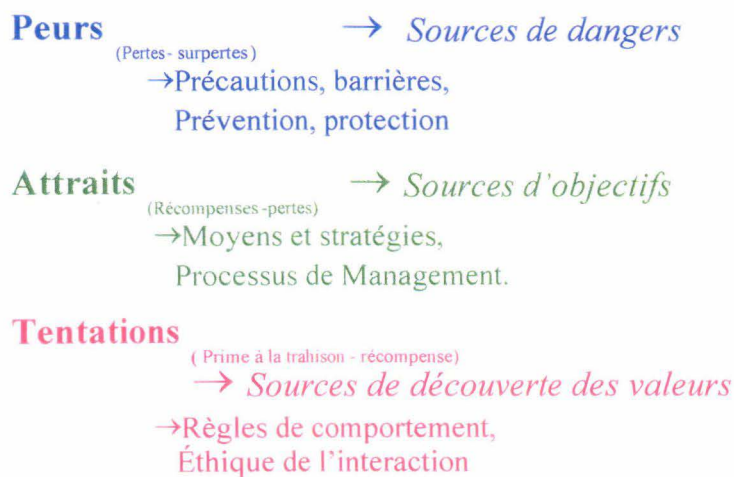 Peurs → Sources de dangers
(Pertes- surpertes)
→Précautions, barrières,
Prévention, protection
Attraits → Sources d'objectifs
(Récompenses -pertes)
→Moyens et stratégies,
Processus de Management.
Tentations
( Prime à la trahison - récompense)
→ Sources de découverte des valeurs
→Règles de comportement,
Éthique de l'interaction